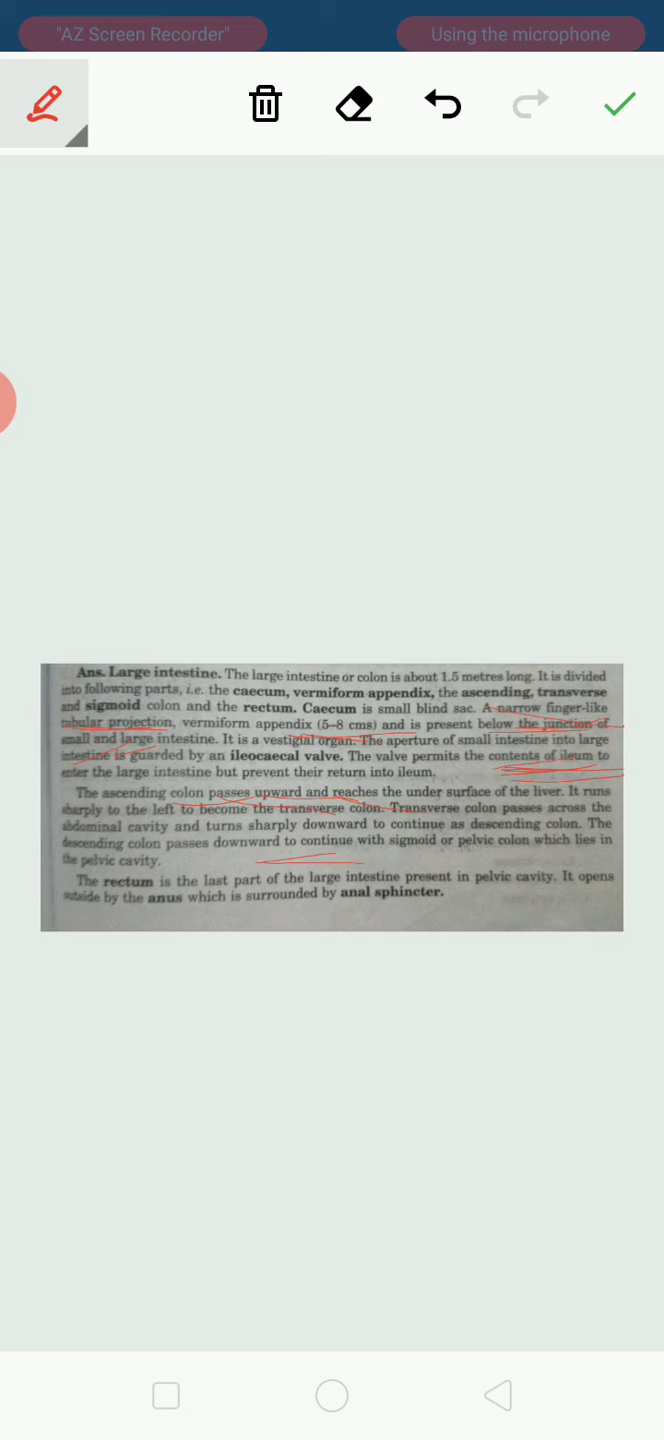 "AZ Screen Recorder"
Using the microphone
Ans. Large intestine. The large intestine or colon is about 1.5 metres long. It is divided
into following parts, i.e. the caecum, vermiform appendix, the ascending, transverse
and sigmoid colon and the rectum. Caecum is small blind sac. A narrow finger-like
tubular projection, vermiform appendix (5–8 cms) and is present below the junction of
small and large intestine. It is a vestigial organ. The aperture of small intestine into large
intestine is guarded by an ileocaecal valve. The valve permits the contents of ileum to
enter the large intestine but prevent their return into ileum.
The ascending colon passes upward and reaches the under surface of the liver. It runs
sharply to the left to become the transverse colon. Transverse colon passes across the
abdominal cavity and turns sharply downward to continue as descending colon. The
descending colon passes downward to continue with sigmoid or pelvic colon which lies in
the pelvic cavity.
The rectum is the last part of the large intestine present in pelvic cavity. It opens
outside by the anus which is surrounded by anal sphincter.